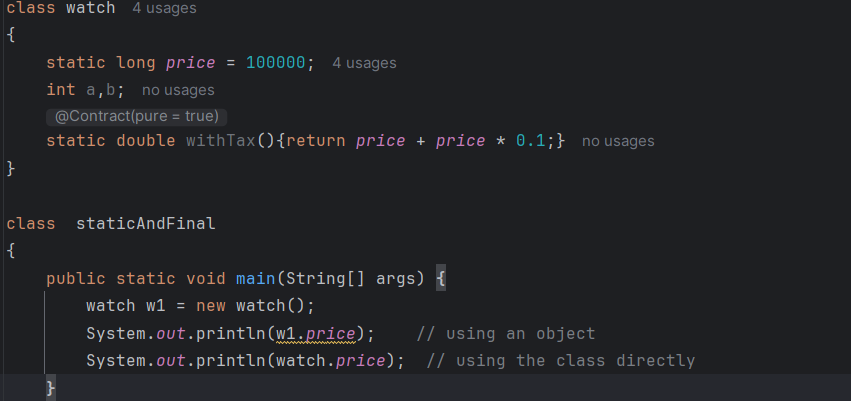 class watch 4 usages
{
static long price = 100000; 4 usages
int a,b; no usages
@Contract(pure = true)
static double withTax(){return price + price * 0.1;} no usages
}
class  staticAndFinal
{
public static void main(String[] args) {
watch w1 = new watch();
System.out.println(w1.price);    // using an object
System.out.println(watch.price);  // using the class directly
}